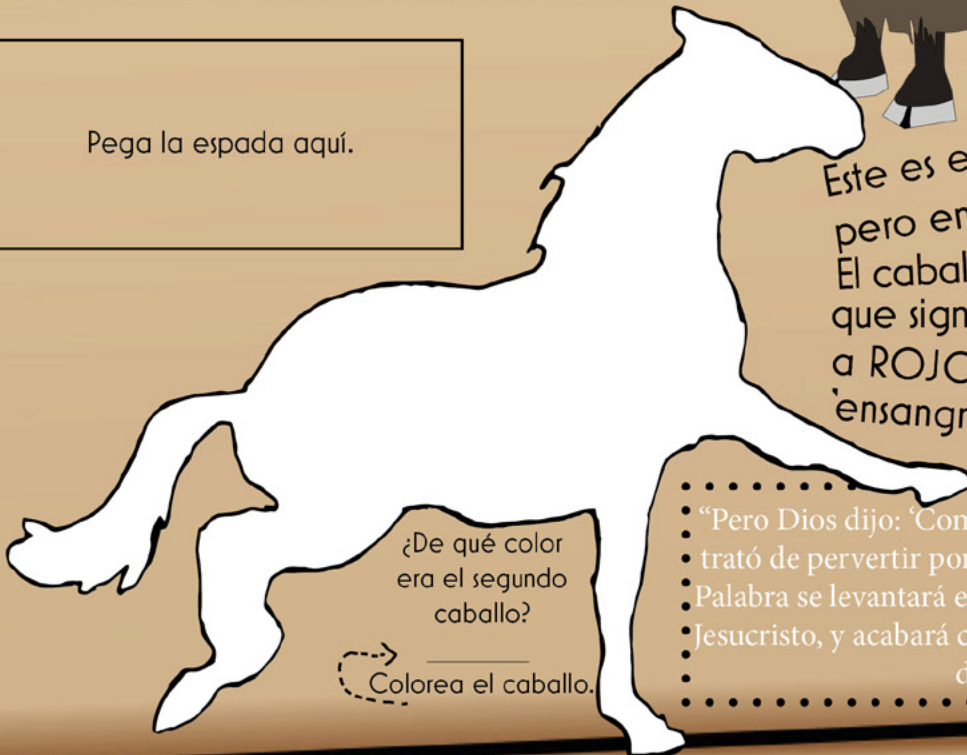 Pega la espada aquí.
Este es e
pero en
El cabal
que sign
a ROJO
'ensangr
"Pero Dios dijo: 'Con
trató de pervertir por
Palabra se levantará e
Jesucristo, y acabará c
d
¿De qué color
era el segundo
caballo?
Colorea el caballo.